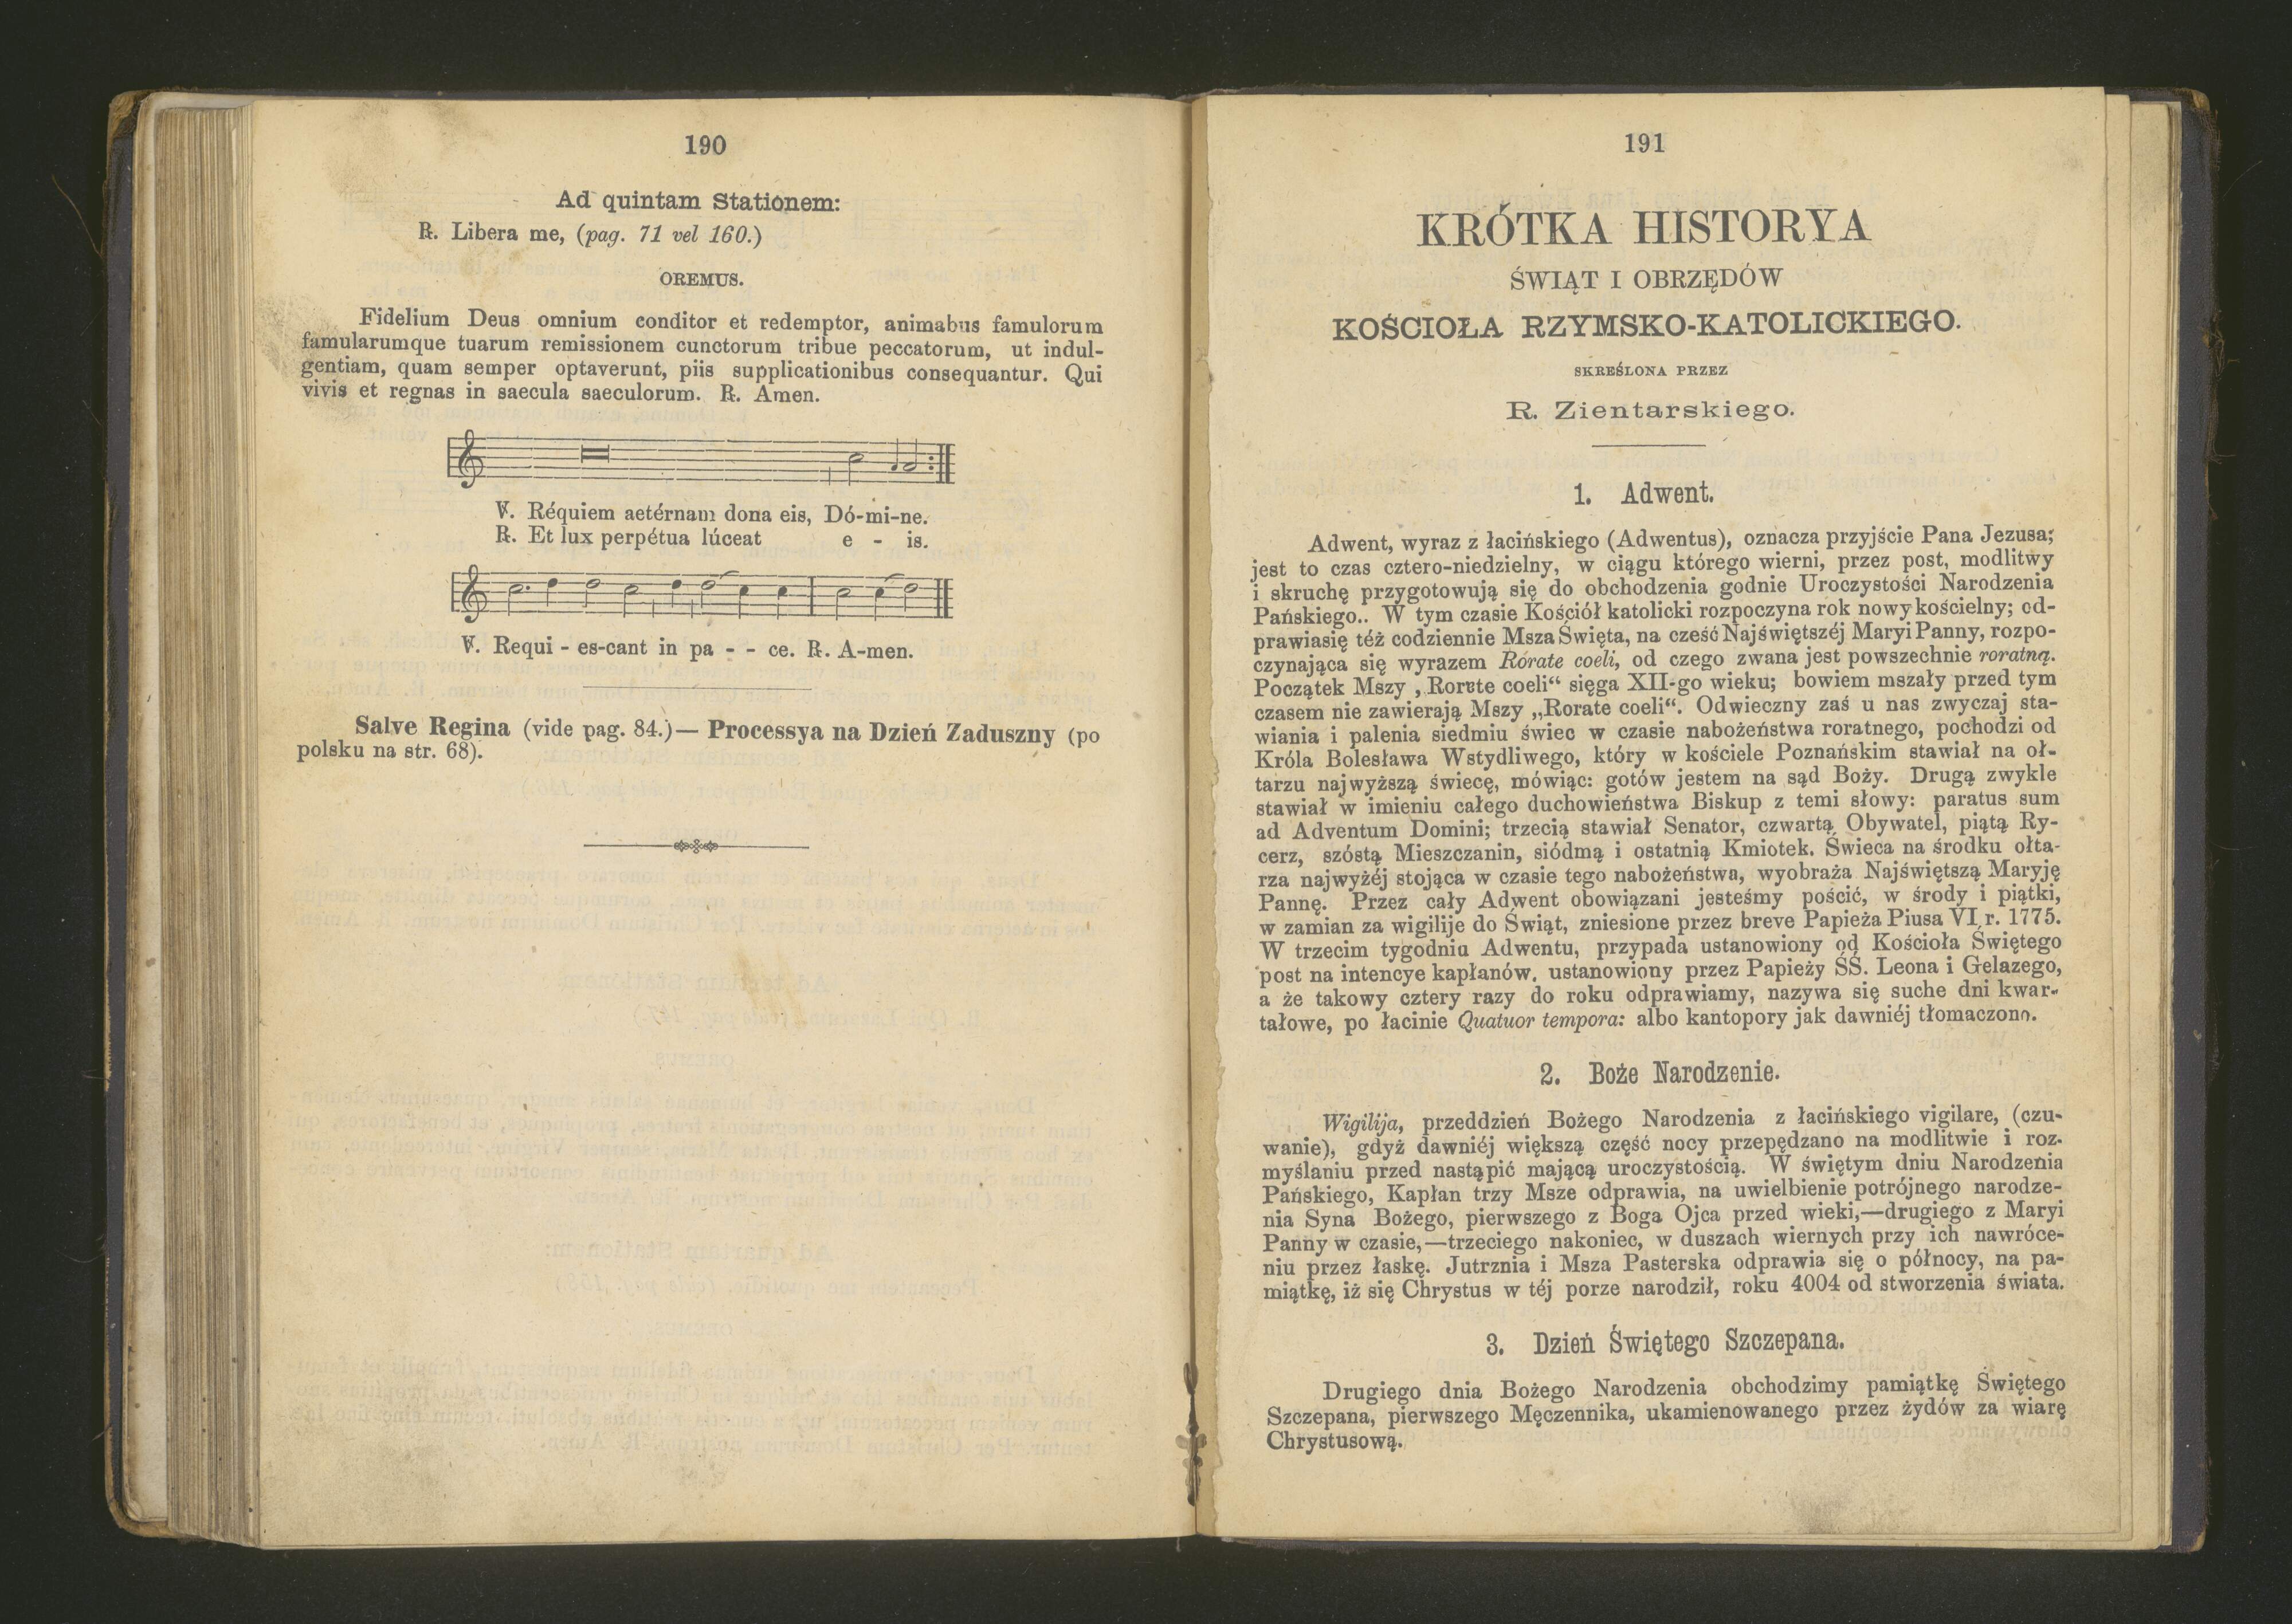 190
Ad quintam Stationem:
℟. Libera me, (pag. 71 vel 160.)
OREMUS.
Fidelium Deus omnium conditor et redemptor, animabus famulorum
famularumque tuarum remissionem cunctorum tribue peccatorum, ut indul-
gentiam, quam semper optaverunt, piis supplicationibus consequantur. Qui
vivis et regnas in saecula saeculorum. ℟. Amen.
℣. Réquiem aetérnam dona eis, Dó-mi-ne.
℟. Et lux perpétua lúceat e - is.
℣. Requi - es-cant in pa - - ce. ℟. A-men.
Salve Regina (vide pag. 84.)— Processya na Dzień Zaduszny (po
polsku na str. 68).
191
KRÓTKA HISTORYA
ŚWIĄT I OBRZĘDÓW
KOŚCIOŁA RZYMSKO-KATOLICKIEGO.
SKREŚLONA PRZEZ
R. Zientarskiego.
1. Adwent.
Adwent, wyraz z łacińskiego (Adwentus), oznacza przyjście Pana Jezusa;
jest to czas cztero-niedzielny, w ciągu którego wierni, przez post, modlitwy
i skruchę przygotowują się do obchodzenia godnie Uroczystości Narodzenia
Pańskiego.. W tym czasie Kościół katolicki rozpoczyna rok nowy kościelny; od-
prawia się też codziennie Msza Święta, na cześć Najświętszéj Maryi Panny, rozpo-
czynająca się wyrazem Rórate coeli, od czego zwana jest powszechnie roratną.
Początek Mszy „Rorate coeli“ sięga XII-go wieku; bowiem mszały przed tym
czasem nie zawierają Mszy „Rorate coeli“. Odwieczny zaś u nas zwyczaj sta-
wiania i palenia siedmiu świec w czasie nabożeństwa roratnego, pochodzi od
Króla Bolesława Wstydliwego, który w kościele Poznańskim stawiał na oł-
tarzu najwyższą świecę, mówiąc: gotów jestem na sąd Boży. Drugą zwykle
stawiał w imieniu całego duchowieństwa Biskup z temi słowy: paratus sum
ad Adventum Domini; trzecią stawiał Senator, czwartą Obywatel, piątą Ry-
cerz, szóstą Mieszczanin, siódmą i ostatnią Kmiotek. Świeca na środku ołta-
rza najwyżéj stojąca w czasie tego nabożeństwa, wyobraża Najświętszą Maryję
Pannę. Przez cały Adwent obowiązani jesteśmy pościć, w środy i piątki,
w zamian za wigilije do Świąt, zniesione przez breve Papieża Piusa VI r. 1775.
W trzecim tygodniu Adwentu, przypada ustanowiony od Kościoła Świętego
post na intencye kapłanów, ustanowiony przez Papieży ŚŚ. Leona i Gelazego,
a że takowy cztery razy do roku odprawiamy, nazywa się suche dni kwar-
tałowe, po łacinie Quatuor tempora: albo kantopory jak dawniéj tłomaczono.
2. Boże Narodzenie.
Wigilija, przeddzień Bożego Narodzenia z łacińskiego vigilare, (czu-
wanie), gdyż dawniéj większą część nocy przepędzano na modlitwie i roz-
myślaniu przed nastąpić mającą uroczystością. W świętym dniu Narodzenia
Pańskiego, Kapłan trzy Msze odprawia, na uwielbienie potrójnego narodze-
nia Syna Bożego, pierwszego z Boga Ojca przed wieki,—drugiego z Maryi
Panny w czasie,—trzeciego nakoniec, w duszach wiernych przy ich nawróce-
niu przez łaskę. Jutrznia i Msza Pasterska odprawia się o północy, na pa-
miątkę, iż się Chrystus w téj porze narodził, roku 4004 od stworzenia świata.
3. Dzień Świętego Szczepana.
Drugiego dnia Bożego Narodzenia obchodzimy pamiątkę Świętego
Szczepana, pierwszego Męczennika, ukamienowanego przez żydów za wiarę
Chrystusową.